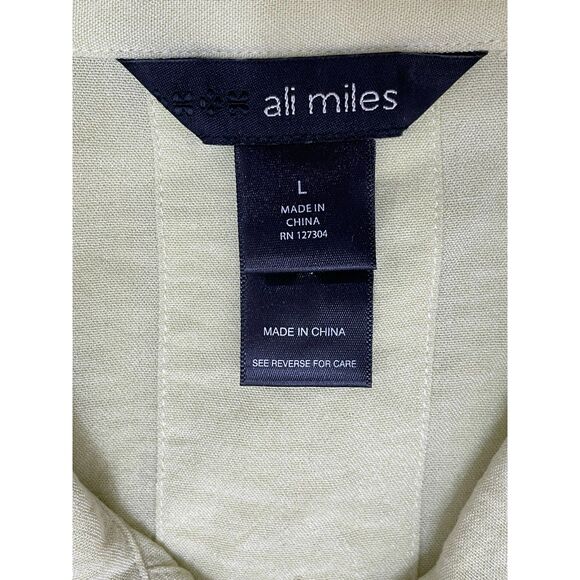 ali miles
L
MADE IN
CHINA
RN 127304
MADE IN CHINA
SEE REVERSE FOR CARE